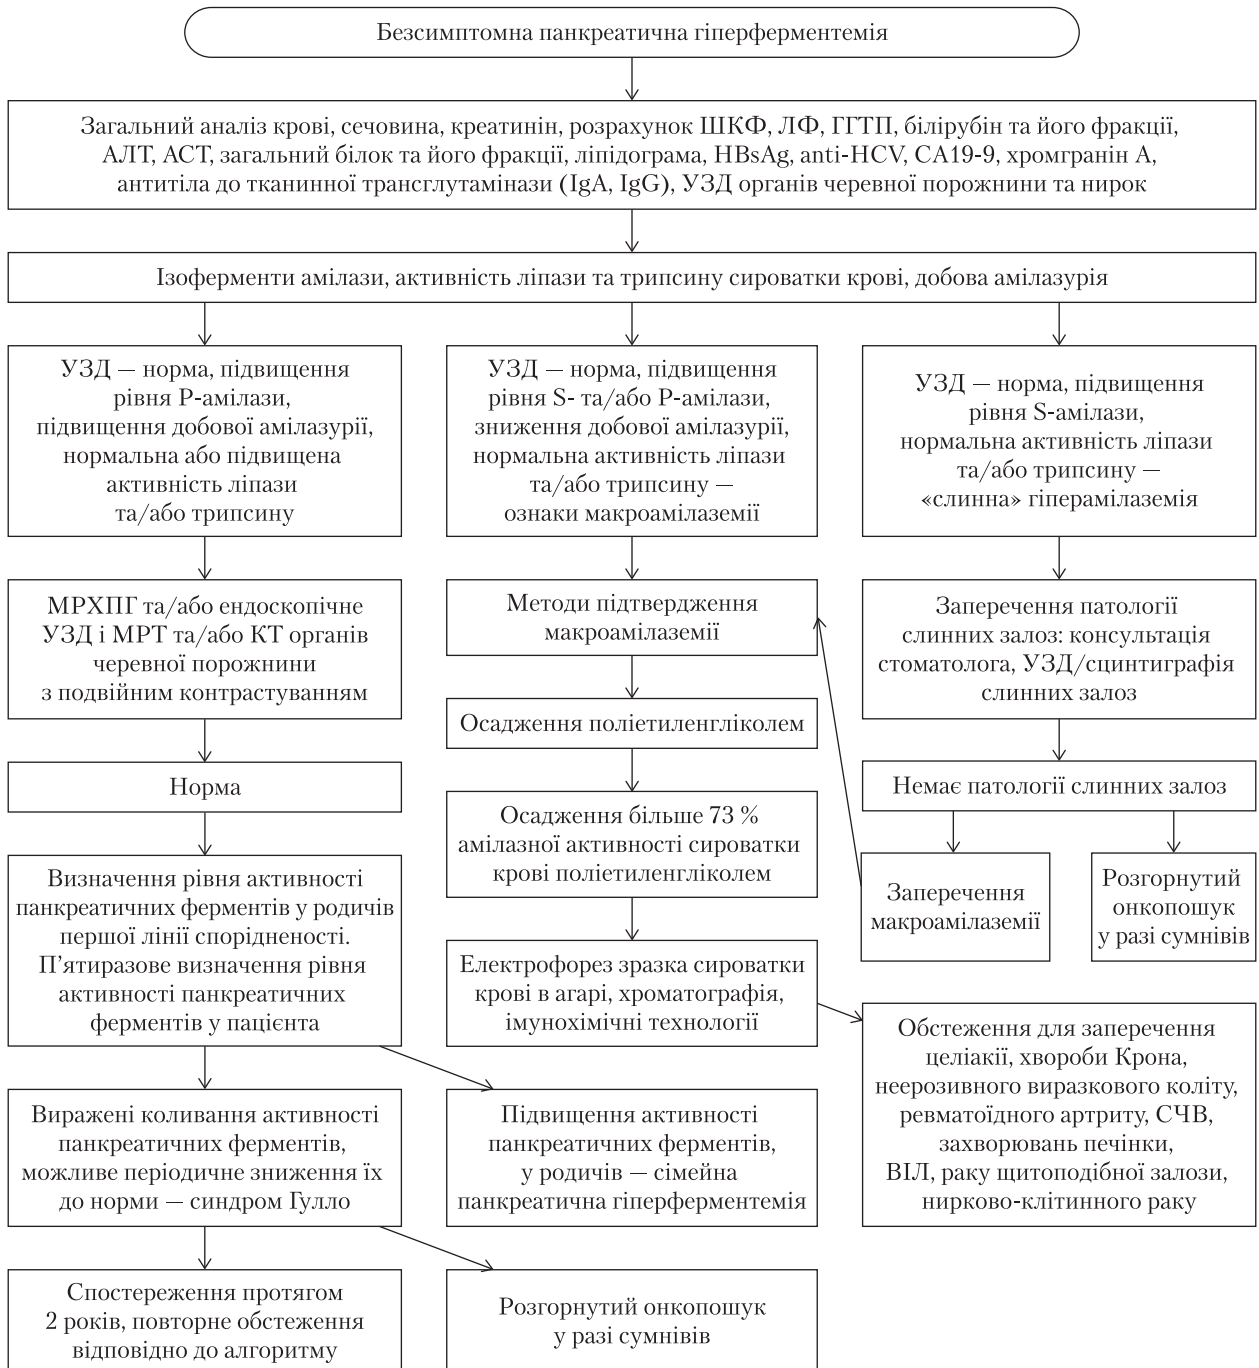 Безсимптомна панкреатична гіперферментемія
Загальний аналіз крові, сечовина, креатинін, розрахунок ШКФ, ЛФ, ГГТП, білірубін та його фракції,
АЛТ, АСТ, загальний білок та його фракції, ліпідограма, HBsAg, anti-HCV, CA19-9, хромгранін А,
антитіла до тканинної трансглутамінази (IgA, IgG), УЗД органів черевної порожнини та нирок
Ізоферменти амілази, активність ліпази та трипсину сироватки крові, добова амілазурія
УЗД — норма, підвищення
рівня Р-амілази,
підвищення добової амілазурії,
нормальна або підвищена
активність ліпази
та/або трипсину
УЗД — норма, підвищення
рівня S- та/або Р-амілази,
зниження добової амілазурії,
нормальна активність ліпази
та/або трипсину —
ознаки макроамілаземії
УЗД — норма, підвищення
рівня S-амілази,
нормальна активність ліпази
та/або трипсину —
«слинна» гіперамілаземія
МРХПГ та/або ендоскопічне
УЗД і МРТ та/або КТ органів
черевної порожнини
з подвійним контрастуванням
Методи підтвердження
макроамілаземії
Заперечення патології
слинних залоз: консультація
стоматолога, УЗД/сцинтиграфія
слинних залоз
Осадження поліетиленгліколем
Норма
Немає патології слинних залоз
Осадження більше 73 %
амілазної активності сироватки
крові поліетиленгліколем
Визначення рівня активності
панкреатичних ферментів у родичів
першої лінії спорідненості.
П’ятиразове визначення рівня
активності панкреатичних
ферментів у пацієнта
Заперечення
макроамілаземії
Розгорнутий
онкопошук
у разі сумнівів
Електрофорез зразка сироватки
крові в агарі, хроматографія,
імунохімічні технології
Обстеження для заперечення
целіакії, хвороби Крона,
неерозивного виразкового коліту,
ревматоїдного артриту, СЧВ,
захворювань печінки,
ВІЛ, раку щитоподібної залози,
нирково-клітинного раку
Виражені коливання активності
панкреатичних ферментів,
можливе періодичне зниження їх
до норми — синдром Гулло
Підвищення активності
панкреатичних ферментів,
у родичів — сімейна
панкреатична гіперферментемія
Спостереження протягом
2 років, повторне обстеження
відповідно до алгоритму
Розгорнутий онкопошук
у разі сумнівів